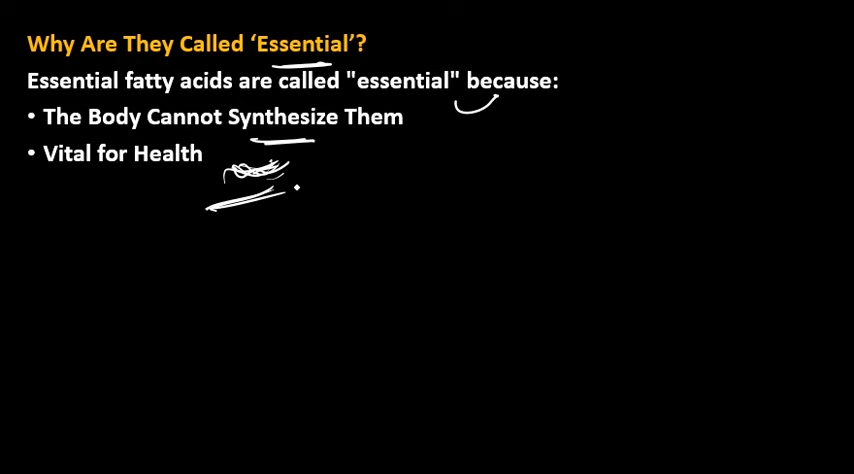 Why Are They Called ‘Essential’?
Essential fatty acids are called "essential" because:
• The Body Cannot Synthesize Them
• Vital for Health